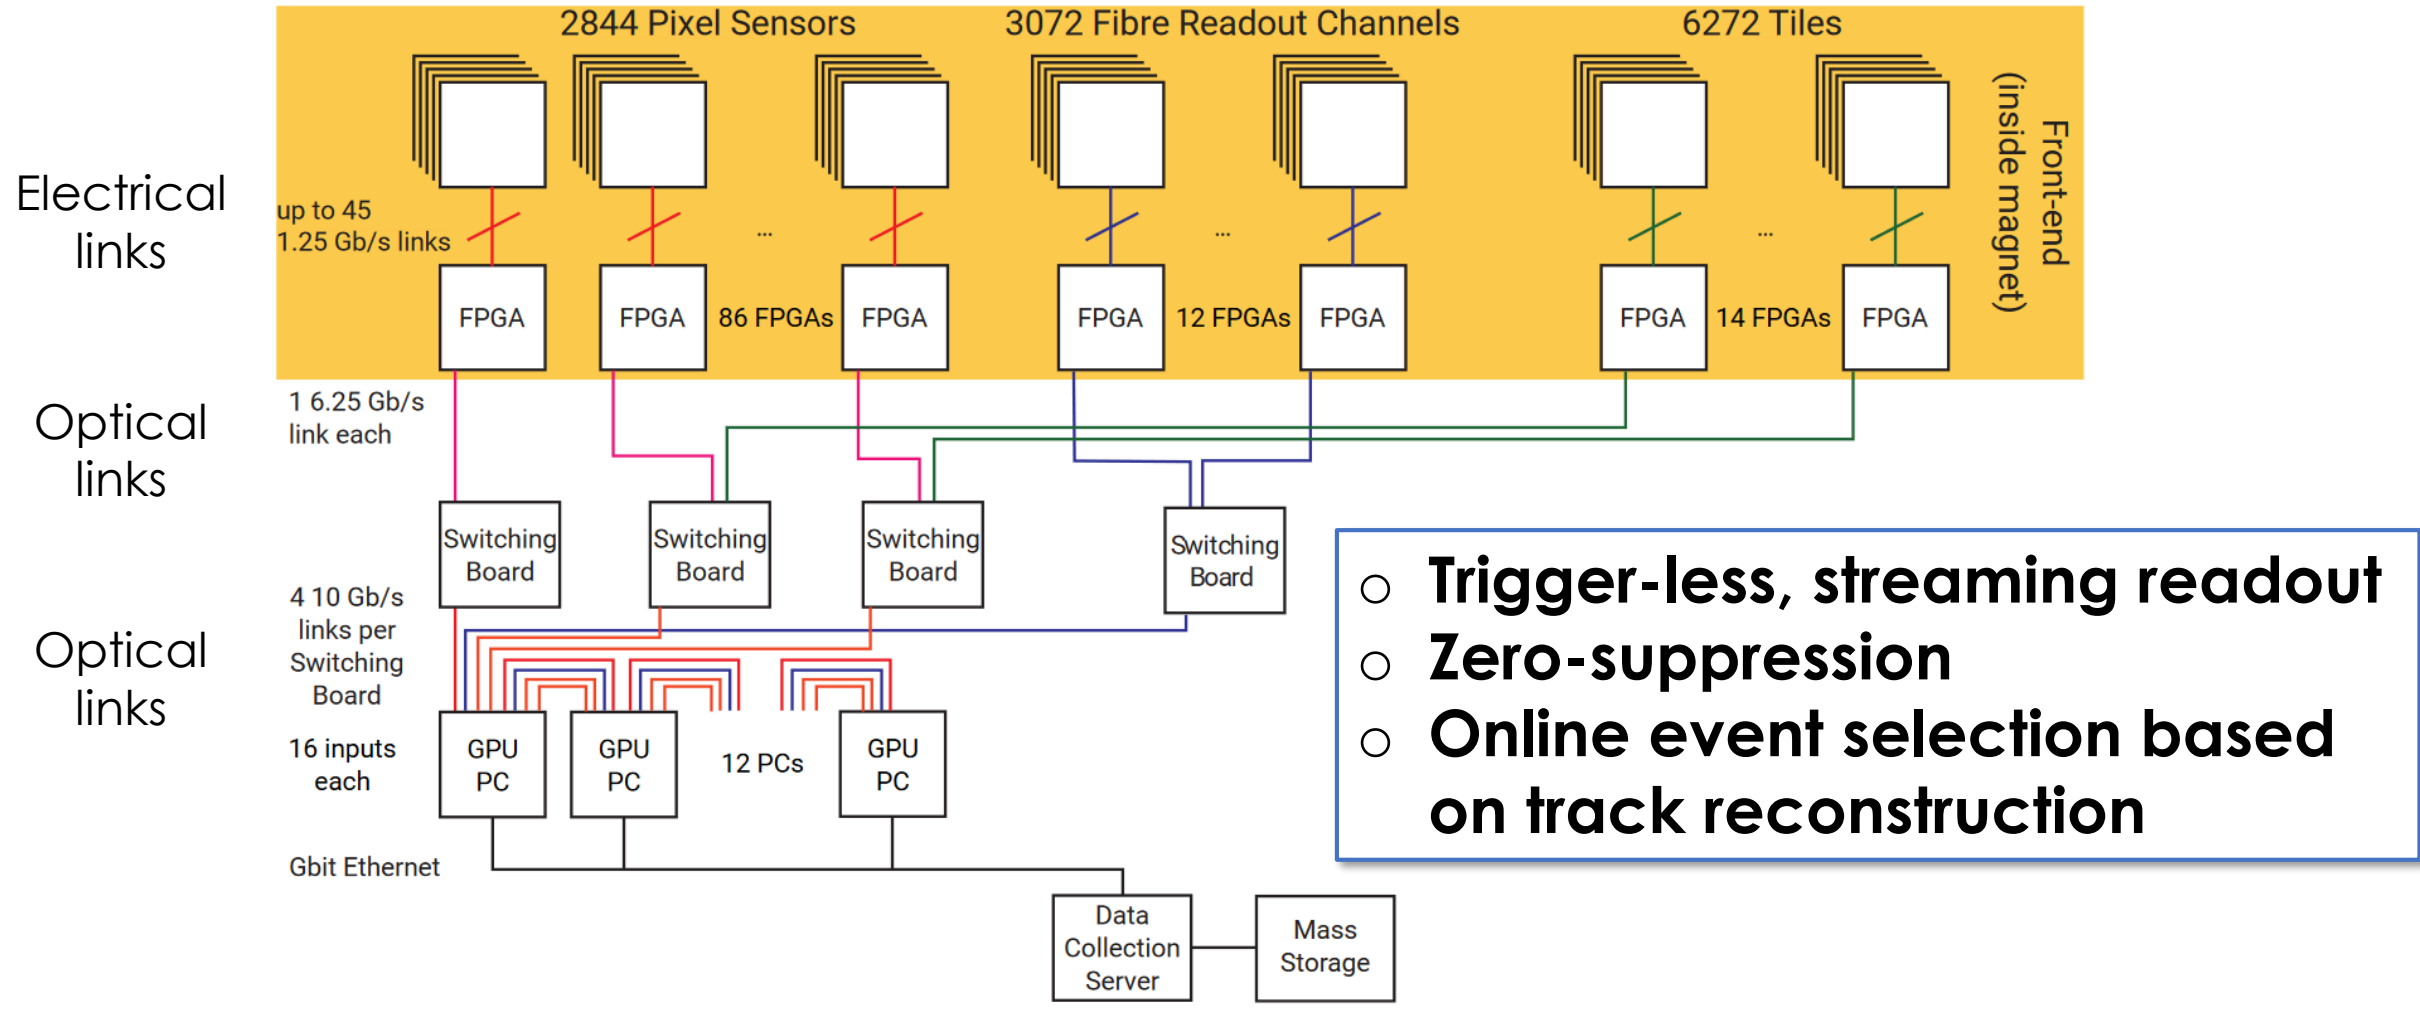 2844 Pixel Sensors
3072 Fibre Readout Channels
6272 Tiles
Front-end
(inside magnet)
Electrical
links
up to 45
1.25 Gb/s links
...
...
...
FPGA
FPGA
86 FPGAs
FPGA
FPGA
12 FPGAs
FPGA
FPGA
14 FPGAs
FPGA
Optical
links
1 6.25 Gb/s
link each
Switching
Board
Switching
Board
Switching
Board
Switching
Board
Optical
links
4 10 Gb/s
links per
Switching
Board
16 inputs
each
GPU
PC
GPU
PC
12 PCs
GPU
PC
Gbit Ethernet
Data
Collection
Server
Mass
Storage
o Trigger-less, streaming readout
o Zero-suppression
o Online event selection based
on track reconstruction